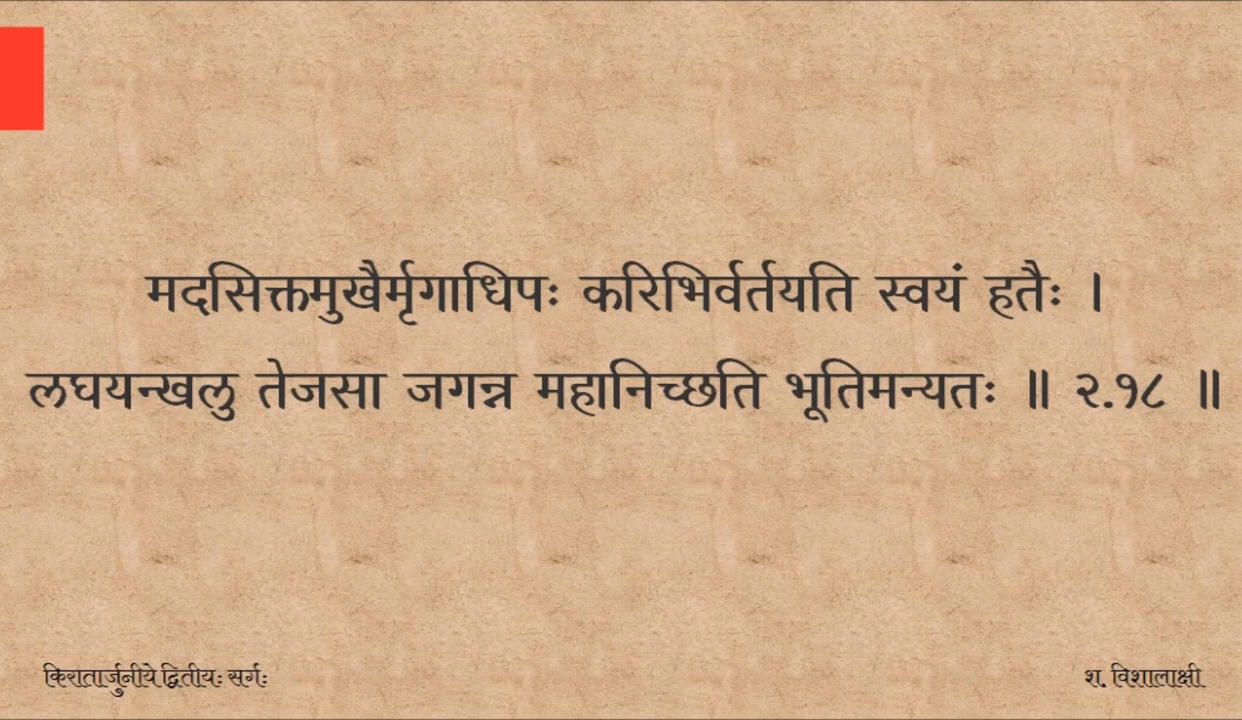 मदसिक्तमुखैर्मृगाधिपः करिभिर्वर्तयति स्वयं हतैः ।
लघयन्खलु तेजसा जगन्न महानिच्छति भूतिमन्यतः ॥ २.१८ ॥
किरातार्जुनीये द्वितीयः सर्गः
श. विशालाक्षी